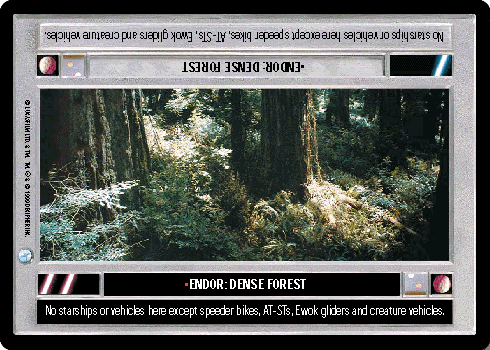 No starships or vehicles here except speeder bikes, AT-STs, Ewok gliders and creature vehicles.
•ENDOR: DENSE FOREST
•ENDOR: DENSE FOREST
No starships or vehicles here except speeder bikes, AT-STs, Ewok gliders and creature vehicles.